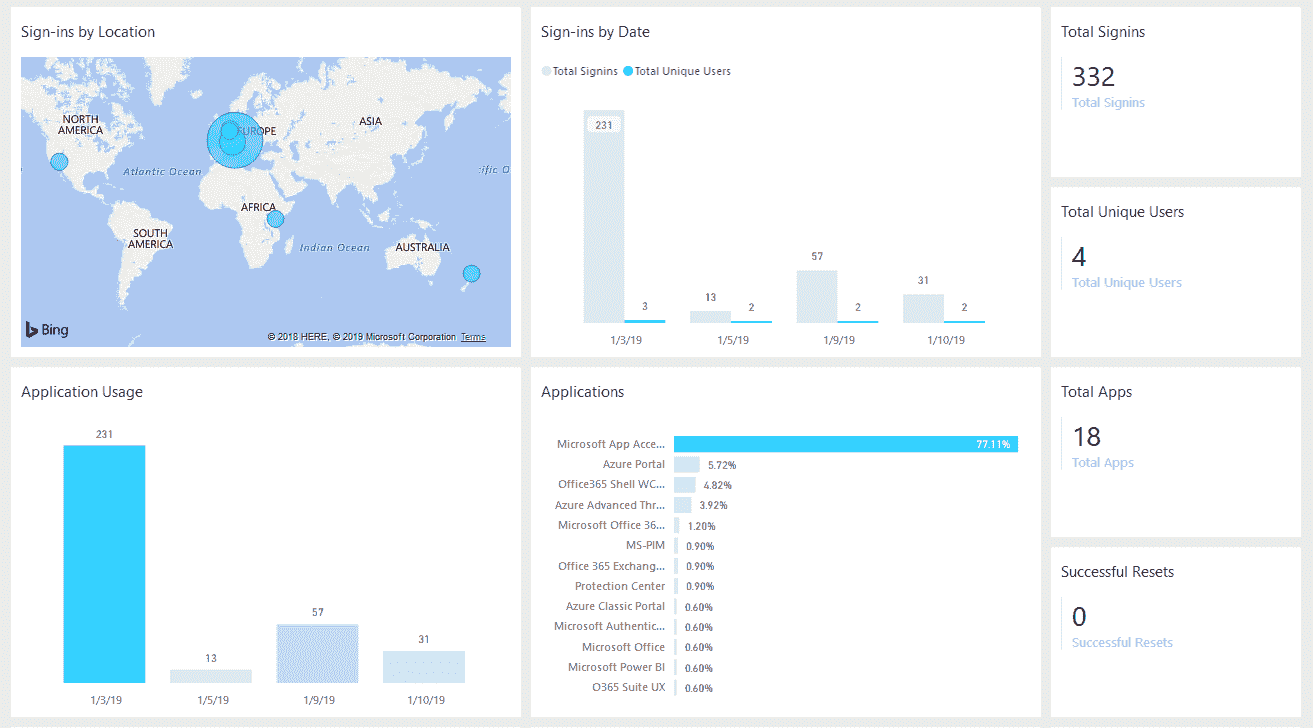 Sign-ins by Location
NORTH
AMERICA
EUROPE
ASIA
Atlantic Ocean
:ific O
AFRICA
SOUTH
AMERICA
Indian Ocean
AUSTRALIA
Bing
© 2018 HERE, © 2019 Microsoft Corporation Terms
Sign-ins by Date
Total Signins Total Unique Users
231
3
13
2
57
2
31
2
1/3/19
1/5/19
1/9/19
1/10/19
Total Signins
332
Total Signins
Total Unique Users
4
Total Unique Users
Application Usage
231
13
57
31
1/3/19
1/5/19
1/9/19
1/10/19
Applications
Microsoft App Acce... 77.11%
Azure Portal 5.72%
Office365 Shell WC... 4.82%
Azure Advanced Thr... 3.92%
Microsoft Office 36... 1.20%
MS-PIM 0.90%
Office 365 Exchang... 0.90%
Protection Center 0.90%
Azure Classic Portal 0.60%
Microsoft Authentic... 0.60%
Microsoft Office 0.60%
Microsoft Power BI 0.60%
O365 Suite UX 0.60%
Total Apps
18
Total Apps
Successful Resets
0
Successful Resets